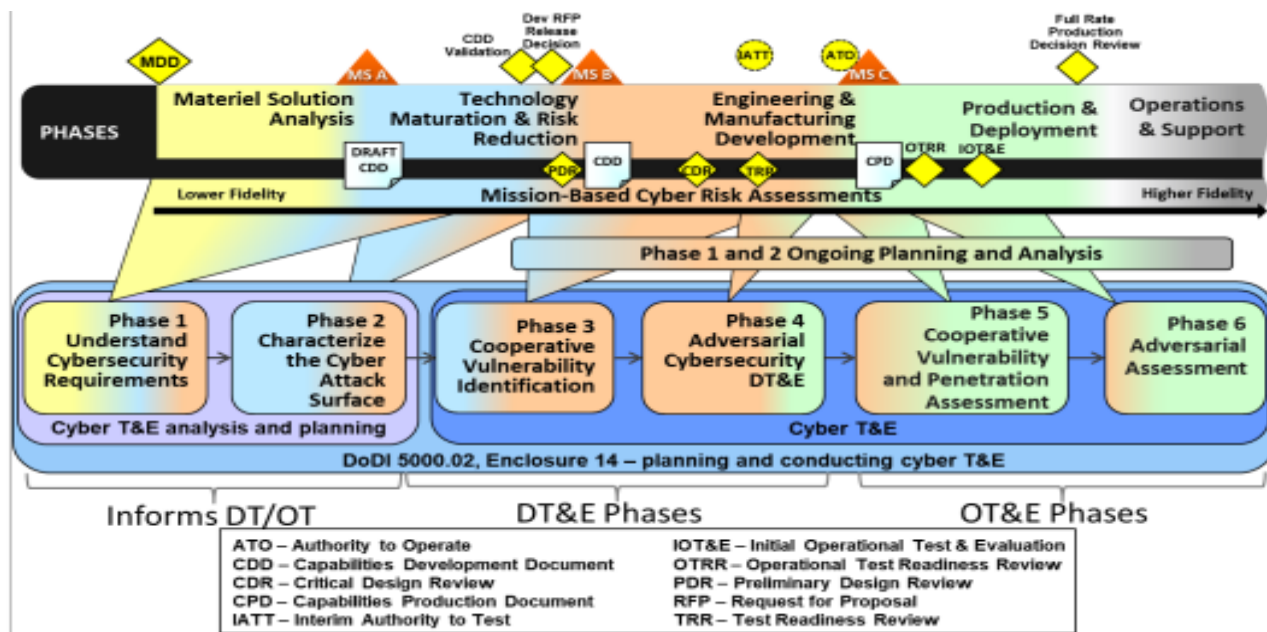 CDD
Validation
Dev RFP
Release
Decision
Full Rate
Production
Decision Review
MDD
MS A
MS B
IATT
ATO
MS C
PHASES
Materiel Solution
Analysis
Technology
Maturation & Risk
Reduction
Engineering &
Manufacturing
Development
Production &
Deployment
Operations
& Support
DRAFT
CDD
PDR
CDD
CDR
TRR
CPD
OTRR
IOT&E
Lower Fidelity
Mission-Based Cyber Risk Assessments
Higher Fidelity
Phase 1 and 2 Ongoing Planning and Analysis
Phase 1
Understand
Cybersecurity
Requirements
Phase 2
Characterize
the Cyber
Attack
Surface
Phase 3
Cooperative
Vulnerability
Identification
Phase 4
Adversarial
Cybersecurity
DT&E
Phase 5
Cooperative
Vulnerability
and Penetration
Assessment
Phase 6
Adversarial
Assessment
Cyber T&E analysis and planning
Cyber T&E
DoDI 5000.02, Enclosure 14 – planning and conducting cyber T&E
Informs DT/OT
DT&E Phases
OT&E Phases
ATO – Authority to Operate
CDD – Capabilities Development Document
CDR – Critical Design Review
CPD – Capabilities Production Document
IATT – Interim Authority to Test
IOT&E – Initial Operational Test & Evaluation
OTRR – Operational Test Readiness Review
PDR – Preliminary Design Review
RFP – Request for Proposal
TRR – Test Readiness Review